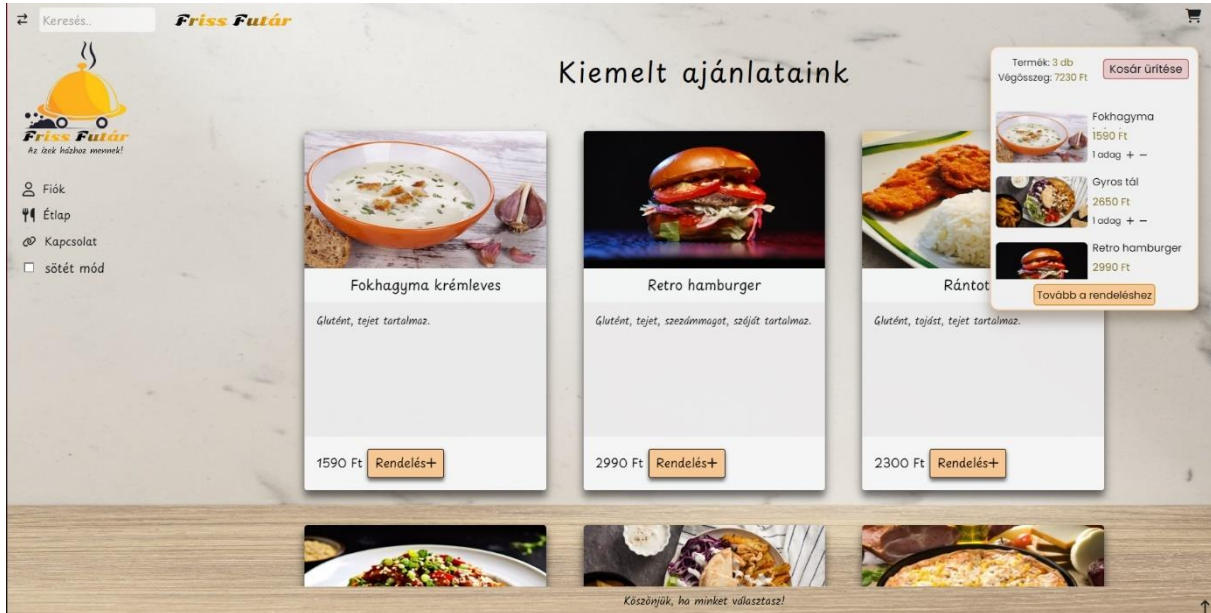 Keresés..
Friss Futár
Friss Futár
Az ízek házhoz mennek!
Fiók
Étlap
Kapcsolat
sötét mód
Kiemelt ajánlataink
Termék: 3 db
Végösszeg: 7230 Ft
Kosár ürítése
Fokhagyma
1590 Ft
1 adag + −
Gyros tál
2650 Ft
1 adag + −
Retro hamburger
2990 Ft
Tovább a rendeléshez
Fokhagyma krémleves
Glutént, tejet tartalmaz.
1590 Ft Rendelés+
Retro hamburger
Glutént, tejet, szezámmagot, szóját tartalmaz.
2990 Ft Rendelés+
Rántot
Glutént, tojást, tejet tartalmaz.
2300 Ft Rendelés+
Köszönjük, ha minket választasz!